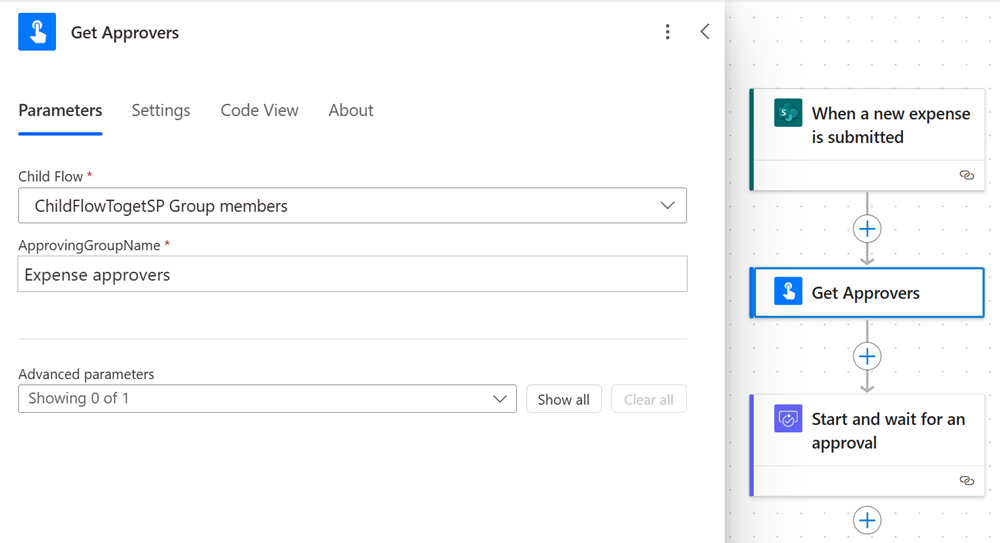 Get Approvers
Parameters
Settings
Code View
About
Child Flow *
ChildFlowTogetSP Group members
ApprovingGroupName *
Expense approvers
Advanced parameters
Showing 0 of 1
Show all
Clear all
S
When a new expense
is submitted
Get Approvers
Start and wait for an
approval